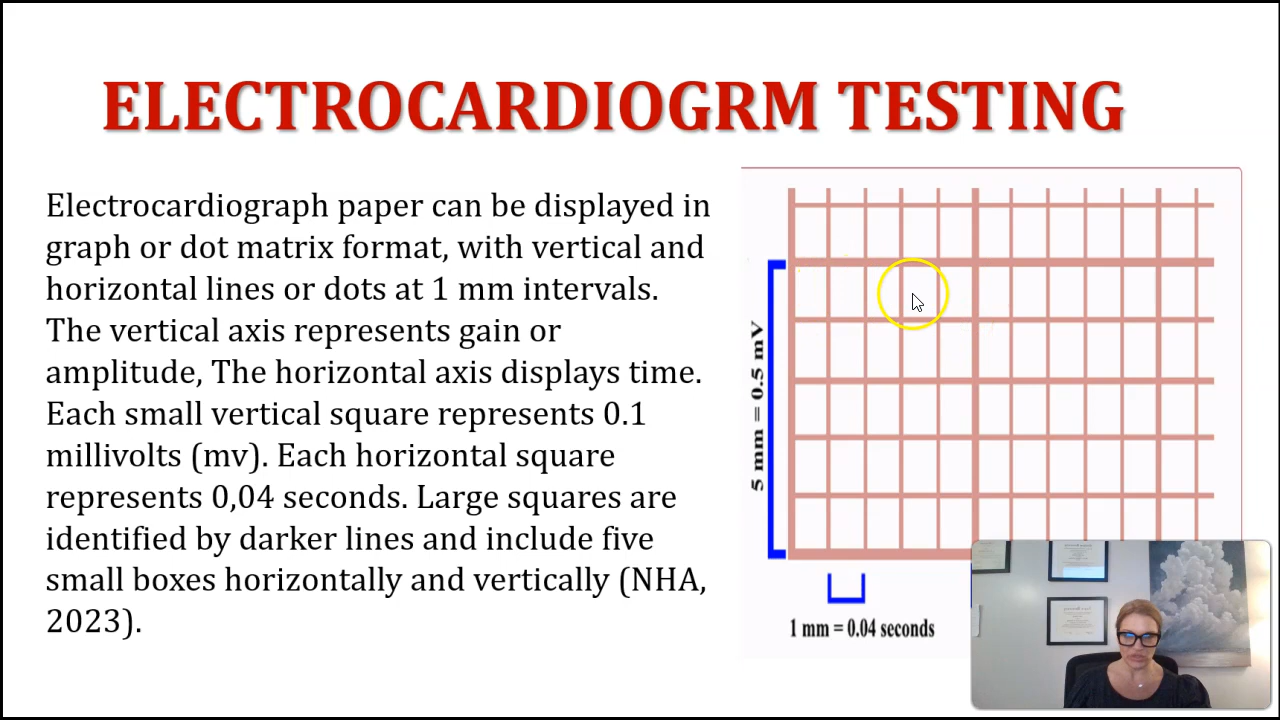 ELECTROCARDIOGRM TESTING
Electrocardiograph paper can be displayed in
graph or dot matrix format, with vertical and
horizontal lines or dots at 1 mm intervals.
The vertical axis represents gain or
amplitude, The horizontal axis displays time.
Each small vertical square represents 0.1
millivolts (mv). Each horizontal square
represents 0,04 seconds. Large squares are
identified by darker lines and include five
small boxes horizontally and vertically (NHA,
2023).
5 mm = 0.5 mV
1 mm = 0.04 seconds